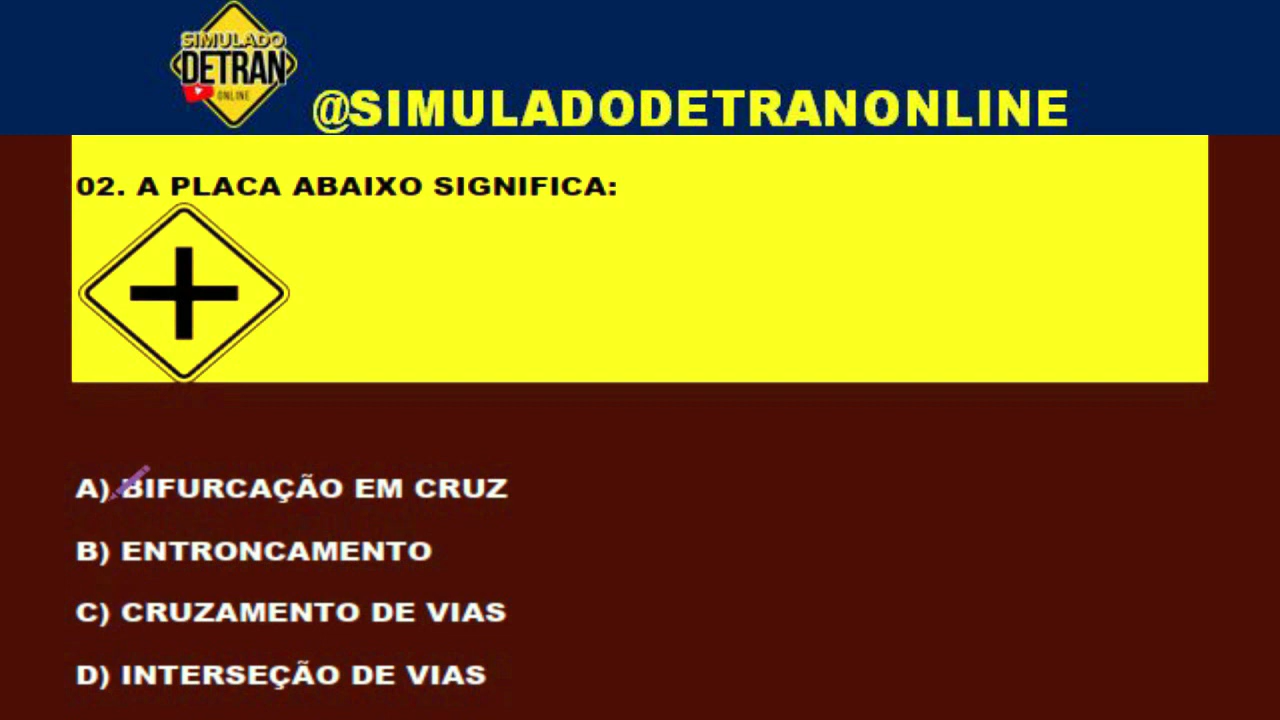 SIMULADO
DETRAN
ONLINE
@SIMULADODETRANONLINE
02. A PLACA ABAIXO SIGNIFICA:
A) BIFURCAÇÃO EM CRUZ
B) ENTRONCAMENTO
C) CRUZAMENTO DE VIAS
D) INTERSEÇÃO DE VIAS